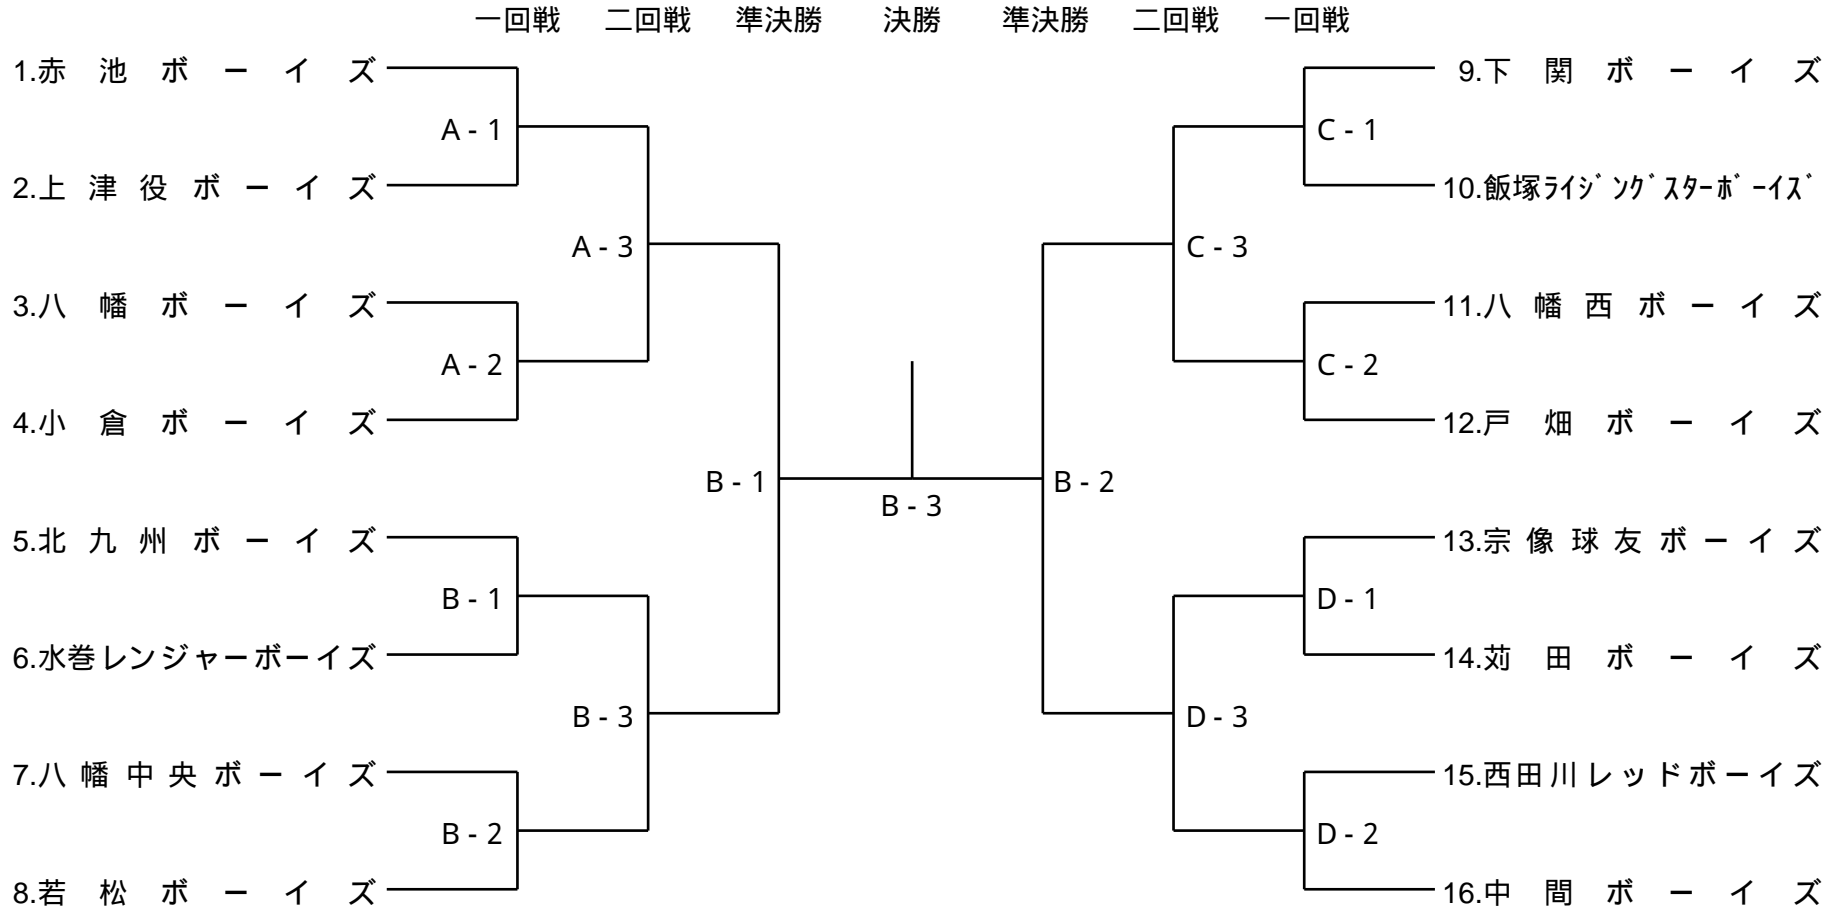 一回戦 二回戦 準決勝 決勝 準決勝 二回戦 一回戦
1.赤池ボーイズ 9.下関ボーイズ
A - 1 C - 1
2.上津役ボーイズ 10.飯塚ﾗｲｼﾞﾝｸﾞｽﾀｰﾎﾞｰｲｽﾞ
A - 3 C - 3
3.八幡ボーイズ 11.八幡西ボーイズ
A - 2 C - 2
4.小倉ボーイズ 12.戸畑ボーイズ
B - 1 B - 2
B - 3
5.北九州ボーイズ 13.宗像球友ボーイズ
B - 1 D - 1
6.水巻レンジャーボーイズ 14.苅田ボーイズ
B - 3 D - 3
7.八幡中央ボーイズ 15.西田川レッドボーイズ
B - 2 D - 2
8.若松ボーイズ 16.中間ボーイズ